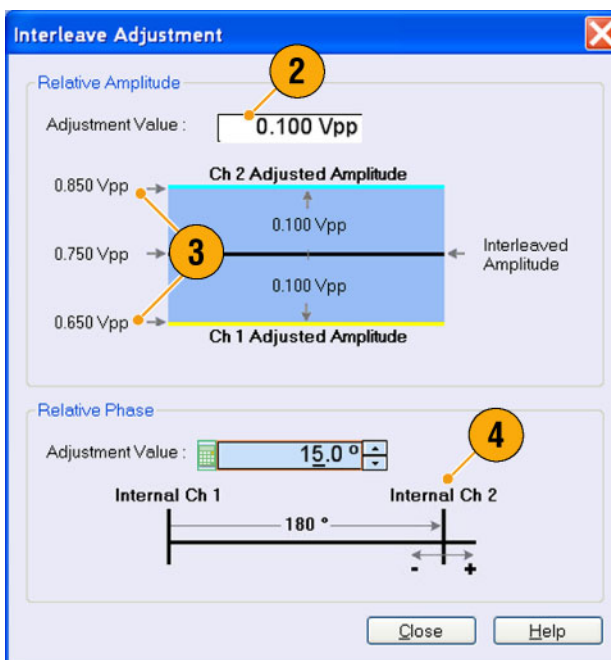 Interleave Adjustment
Relative Amplitude
2
Adjustment Value :
0.100 Vpp
Ch 2 Adjusted Amplitude
0.850 Vpp
0.100 Vpp
3
0.750 Vpp
Interleaved
Amplitude
0.100 Vpp
0.650 Vpp
Ch 1 Adjusted Amplitude
Relative Phase
4
Adjustment Value :
15.0 º
Internal Ch 1
Internal Ch 2
180 º
- +
Close
Help